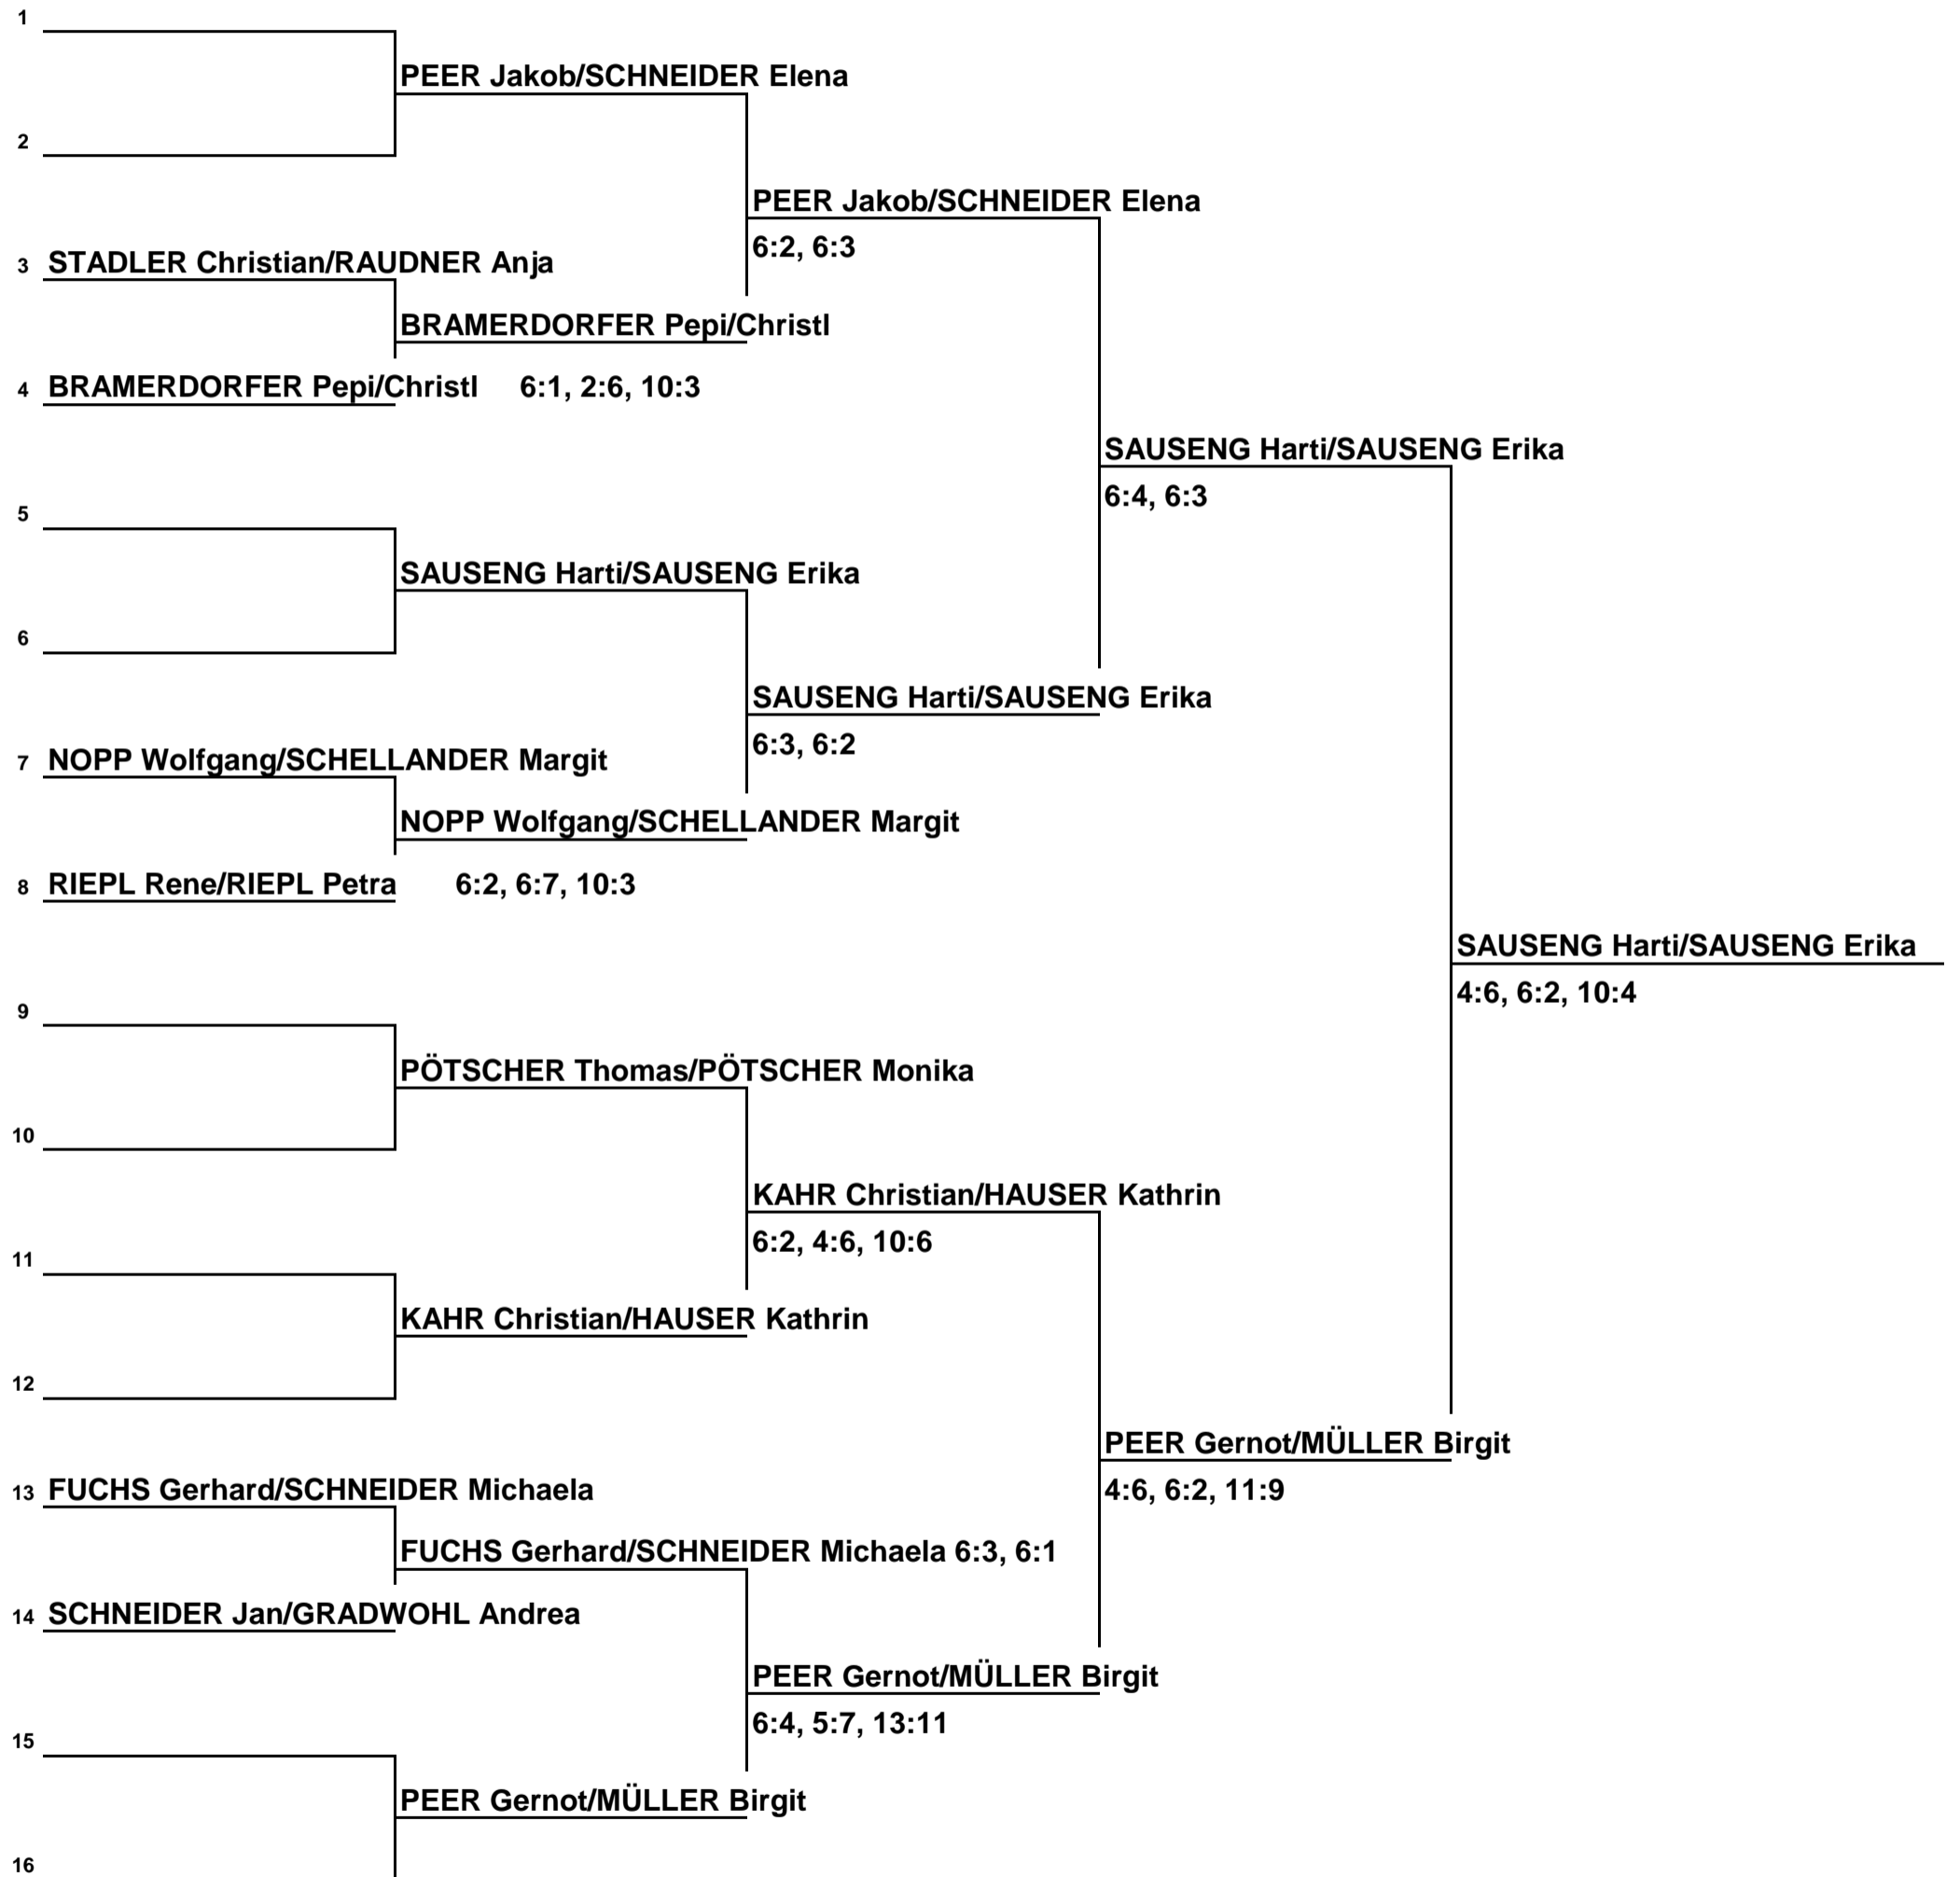 1
PEER Jakob/SCHNEIDER Elena
2
PEER Jakob/SCHNEIDER Elena
6:2, 6:3
3 STADLER Christian/RAUDNER Anja
BRAMERDORFER Pepi/Christl
4 BRAMERDORFER Pepi/Christl 6:1, 2:6, 10:3
SAUSENG Harti/SAUSENG Erika
6:4, 6:3
5
SAUSENG Harti/SAUSENG Erika
6
SAUSENG Harti/SAUSENG Erika
6:3, 6:2
7 NOPP Wolfgang/SCHELLANDER Margit
NOPP Wolfgang/SCHELLANDER Margit
8 RIEPL Rene/RIEPL Petra 6:2, 6:7, 10:3
SAUSENG Harti/SAUSENG Erika
4:6, 6:2, 10:4
9
PÖTSCHER Thomas/PÖTSCHER Monika
10
KAHR Christian/HAUSER Kathrin
6:2, 4:6, 10:6
11
KAHR Christian/HAUSER Kathrin
12
PEER Gernot/MÜLLER Birgit
4:6, 6:2, 11:9
13 FUCHS Gerhard/SCHNEIDER Michaela
FUCHS Gerhard/SCHNEIDER Michaela 6:3, 6:1
14 SCHNEIDER Jan/GRADWOHL Andrea
PEER Gernot/MÜLLER Birgit
6:4, 5:7, 13:11
15
PEER Gernot/MÜLLER Birgit
16